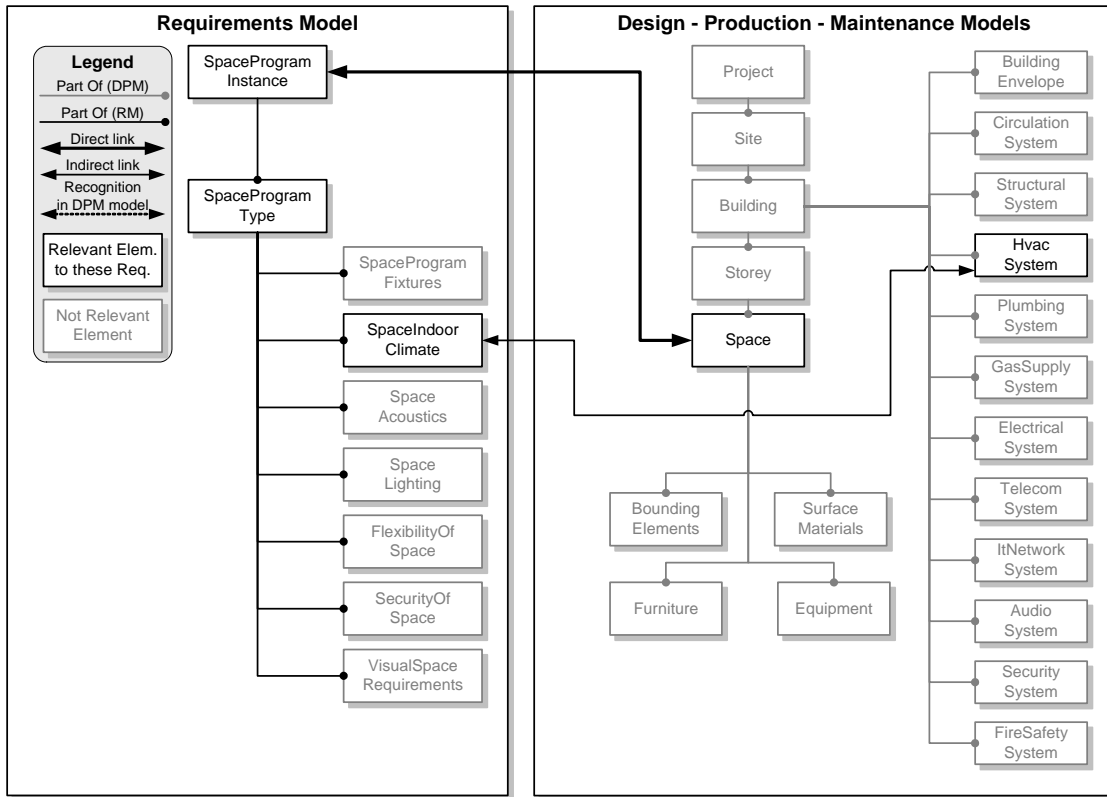 Requirements Model
Legend
Part Of (DPM)
Part Of (RM)
Direct link
Indirect link
Recognition
in DPM model
Relevant Elem.
to these Req.
Not Relevant
Element
SpaceProgram
Instance
SpaceProgram
Type
SpaceProgram
Fixtures
SpaceIndoor
Climate
Space
Acoustics
Space
Lighting
FlexibilityOf
Space
SecurityOf
Space
VisualSpace
Requirements
Design - Production - Maintenance Models
Project
Site
Building
Storey
Space
Bounding
Elements
Surface
Materials
Furniture
Equipment
Building
Envelope
Circulation
System
Structural
System
Hvac
System
Plumbing
System
GasSupply
System
Electrical
System
Telecom
System
ItNetwork
System
Audio
System
Security
System
FireSafety
System